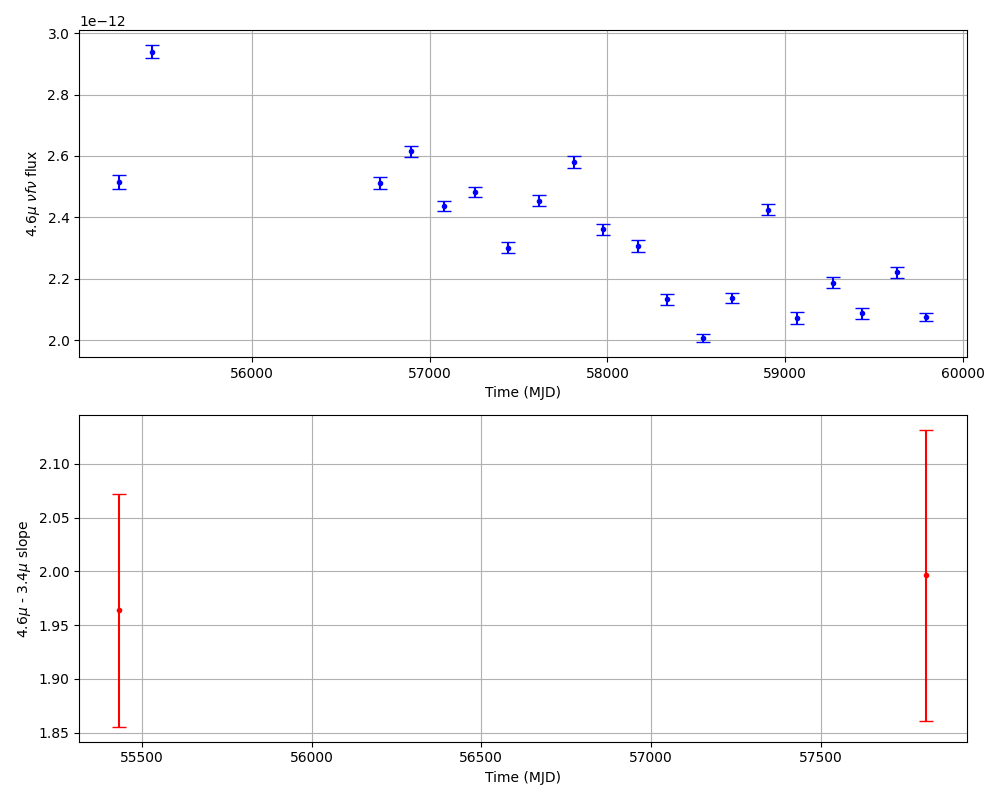 1e−12
3.0
2.8
2.6
2.4
2.2
2.0
4.6μ νfν flux
56000 57000 58000 59000 60000
Time (MJD)
2.10
2.05
2.00
1.95
1.90
1.85
4.6μ - 3.4μ slope
55500 56000 56500 57000 57500
Time (MJD)